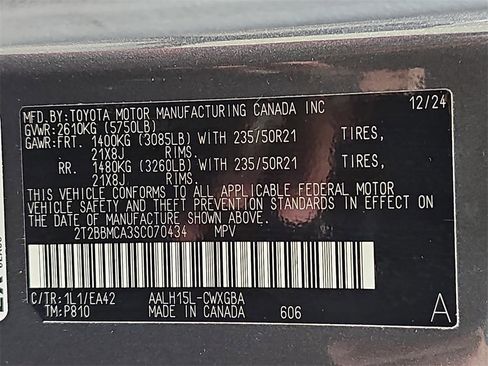 MFD.BY:TOYOTA MOTOR MANUFACTURING CANADA INC 12/24
GVWR:2610KG (5750LB)
GAWR:FRT. 1400KG (3085LB) WITH 235/50R21 TIRES,
21X8J RIMS.
RR. 1480KG (3260LB) WITH 235/50R21 TIRES,
21X8J RIMS.
THIS VEHICLE CONFORMS TO ALL APPLICABLE FEDERAL MOTOR
VEHICLE SAFETY AND THEFT PREVENTION STANDARDS IN EFFECT
ON THE DATE OF MANUFACTURE SHOWN ABOVE.
2T2BBMCA3SC070434 MPV
C/TR:1L1/EA42 AALH15L-CWXGBA
TM:P810 MADE IN CANADA 606 A